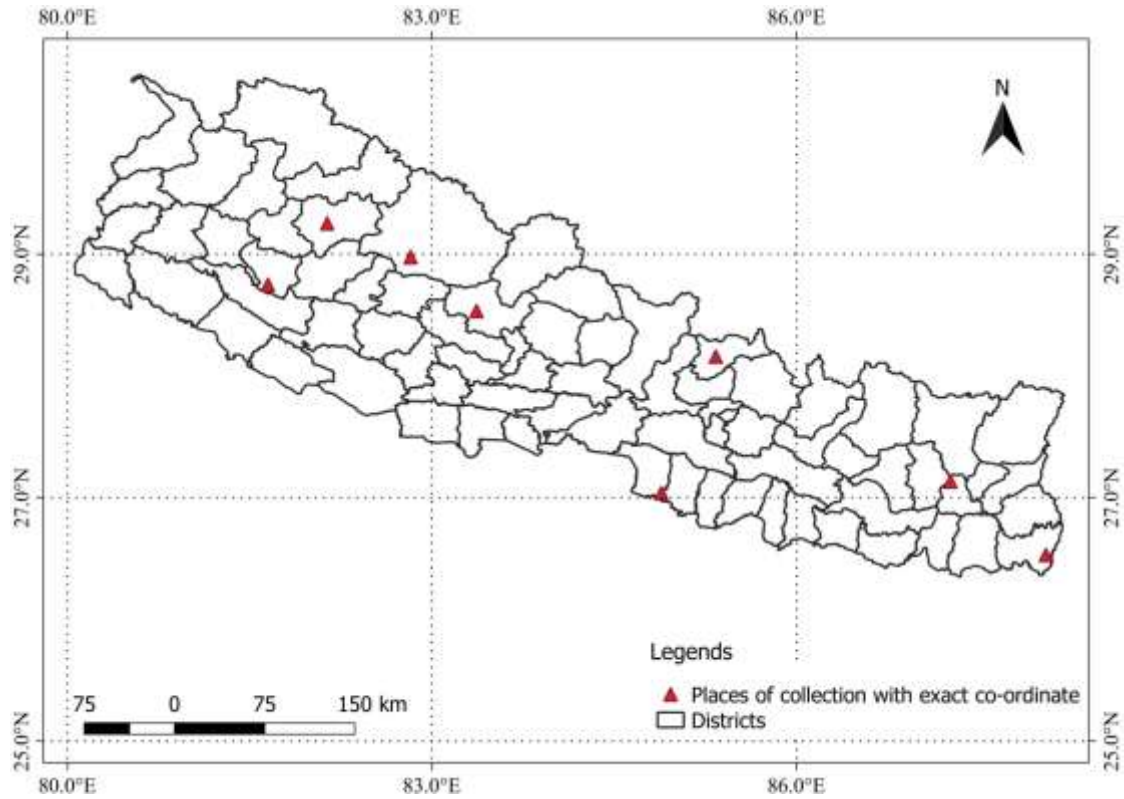 80.0°E 83.0°E 86.0°E
N
29.0°N 29.0°N
27.0°N 27.0°N
Legends
Places of collection with exact co-ordinate
Districts
75 0 75 150 km
25.0°N 25.0°N
80.0°E 83.0°E 86.0°E